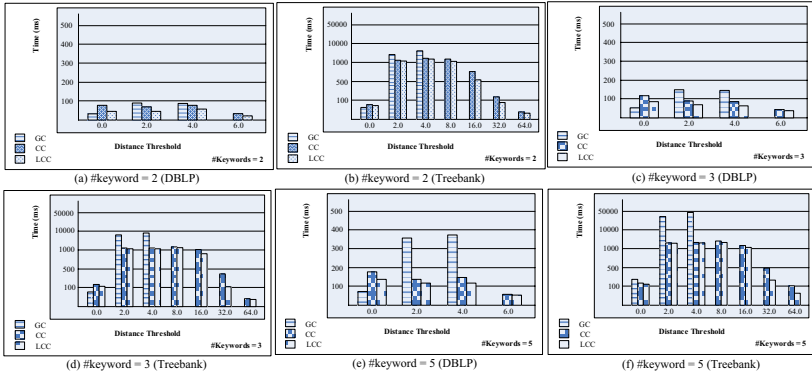 Time (ms)
500
400
300
200
100
0.0 2.0 4.0 6.0
Distance Threshold
GC
CC
LCC
#Keywords = 2
(a) #keyword = 2 (DBLP)
Time (ms)
50000
10000
1000
500
100
0.0 2.0 4.0 8.0 16.0 32.0 64.0
Distance Threshold
GC
CC
LCC
#Keywords = 2
(b) #keyword = 2 (Treebank)
Time (ms)
500
400
300
200
100
0.0 2.0 4.0 6.0
Distance Threshold
GC
CC
LCC
#Keywords = 3
(c) #keyword = 3 (DBLP)
Time (ms)
50000
10000
1000
500
100
0.0 2.0 4.0 8.0 16.0 32.0 64.0
Distance Threshold
GC
CC
LCC
#Keywords = 3
(d) #keyword = 3 (Treebank)
Time (ms)
500
400
300
200
100
0.0 2.0 4.0 6.0
Distance Threshold
GC
CC
LCC
#Keywords = 5
(e) #keyword = 5 (DBLP)
Time (ms)
50000
10000
1000
500
100
0.0 2.0 4.0 8.0 16.0 32.0 64.0
Distance Threshold
GC
CC
LCC
#Keywords = 5
(f) #keyword = 5 (Treebank)